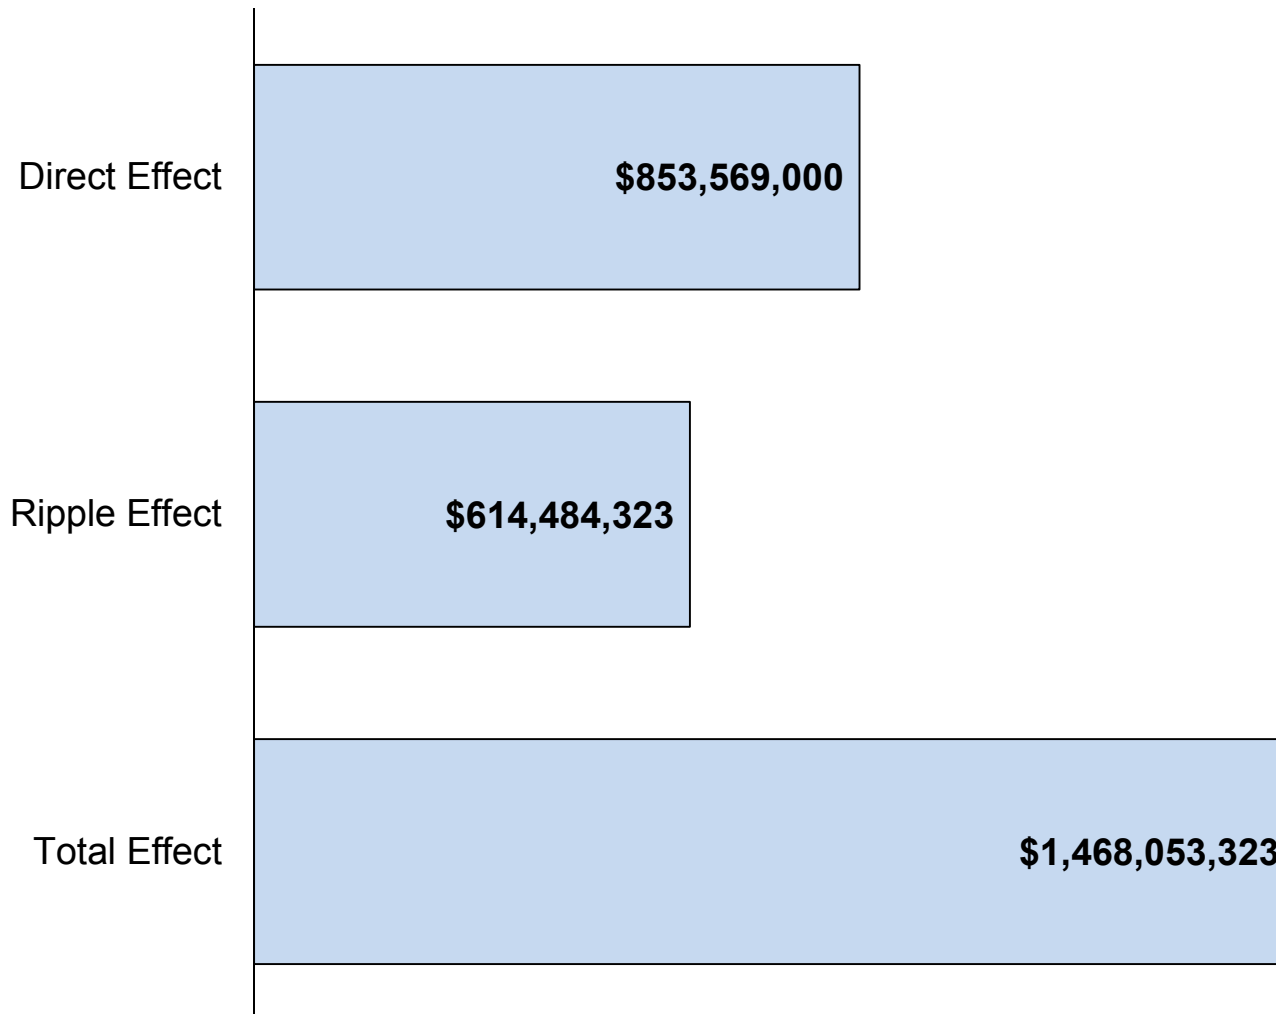 Direct Effect
$853,569,000
Ripple Effect
$614,484,323
Total Effect
$1,468,053,323